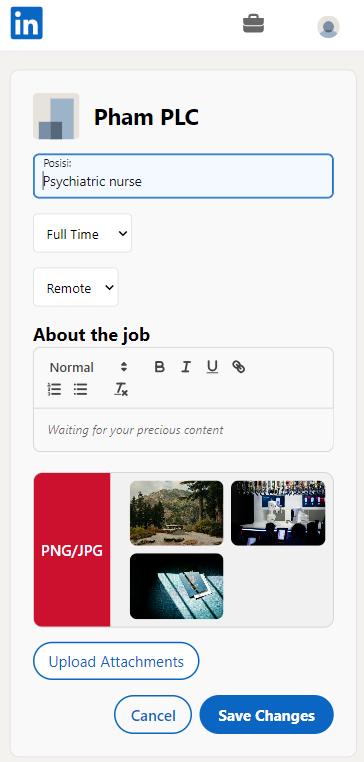 in
Pham PLC
Posisi:
Psychiatric nurse
Full Time
Remote
About the job
Normal
B I U
Waiting for your precious content
PNG/JPG
Upload Attachments
Cancel Save Changes